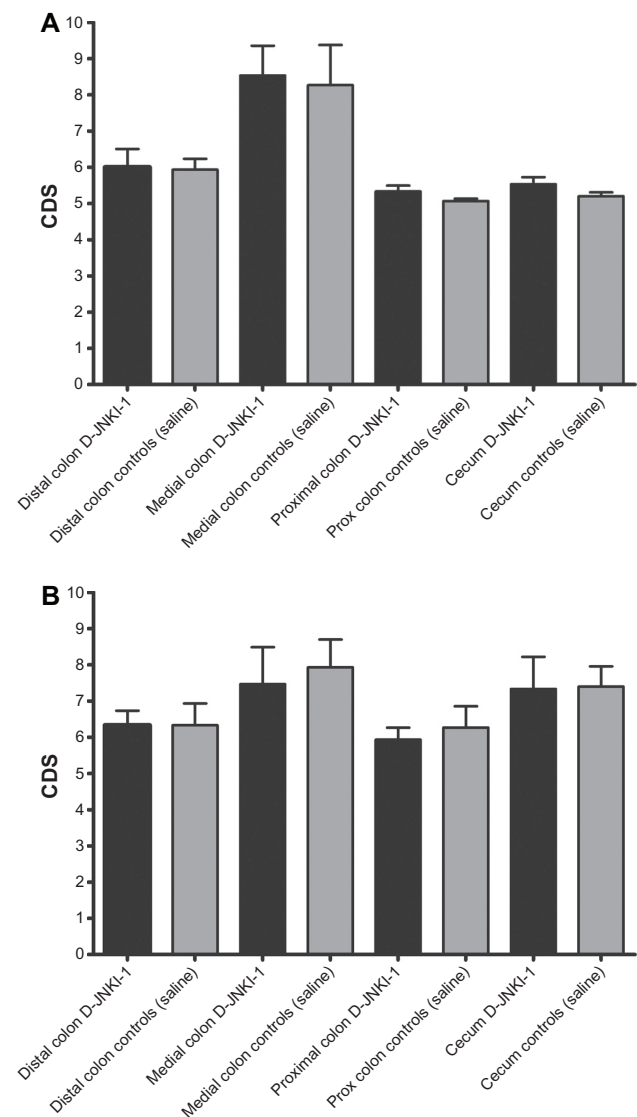 A
10
9
8
7
6
5
4
3
2
1
0
CDS
Distal colon D-JNKI-1
Distal colon controls (saline)
Medial colon D-JNKI-1
Medial colon controls (saline)
Proximal colon D-JNKI-1
Prox colon controls (saline)
Cecum D-JNKI-1
Cecum controls (saline)
B
10
9
8
7
6
5
4
3
2
1
0
CDS
Distal colon D-JNKI-1
Distal colon controls (saline)
Medial colon D-JNKI-1
Medial colon controls (saline)
Proximal colon D-JNKI-1
Prox colon controls (saline)
Cecum D-JNKI-1
Cecum controls (saline)